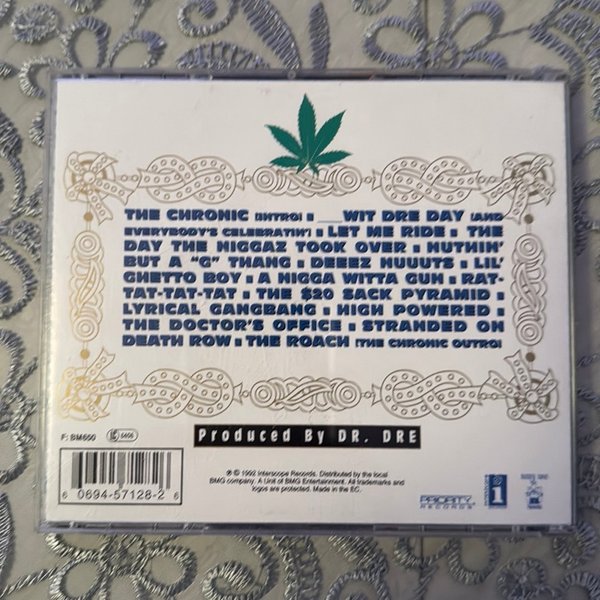 THE CHRONIC (INTRO) ▪ ___WIT DRE DAY (AND
EVERYBODY'S CELEBRATIN') ▪ LET ME RIDE ▪ THE
DAY THE NIGGAZ TOOK OVER ▪ NUTHIN'
BUT A "G" THANG ▪ DEEEZ NUUUTS ▪ LIL'
GHETTO BOY ▪ A NIGGA WITTA GUN ▪ RAT-
TAT-TAT-TAT ▪ THE $20 SACK PYRAMID ▪
LYRICAL GANGBANG ▪ HIGH POWERED ▪
THE DOCTOR'S OFFICE ▪ STRANDED ON
DEATH ROW ▪ THE ROACH (THE CHRONIC OUTRO)
Produced By DR. DRE
F: BM650
℗ © 1992 Interscope Records. Distributed by the local
BMG company. A Unit of BMG Entertainment. All trademarks and
logos are protected. Made in the EC.
6 0694-57128-2 6
PRIORITY
RECORDS
i